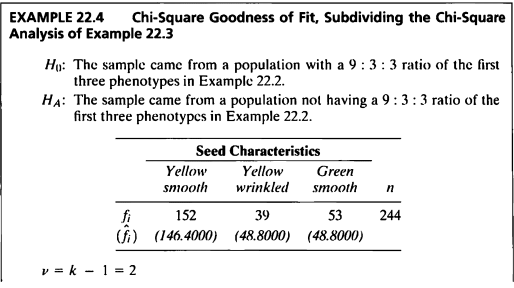 EXAMPLE 22.4 Chi-Square Goodness of Fit, Subdividing the Chi-Square
Analysis of Example 22.3
H₀: The sample came from a population with a 9 : 3 : 3 ratio of the first
three phenotypes in Example 22.2.
H_A: The sample came from a population not having a 9 : 3 : 3 ratio of the
first three phenotypes in Example 22.2.
Seed Characteristics
Yellow Yellow Green
smooth wrinkled smooth n
f_i 152 39 53 244
(f̂_i) (146.4000) (48.8000) (48.8000)
ν = k − 1 = 2